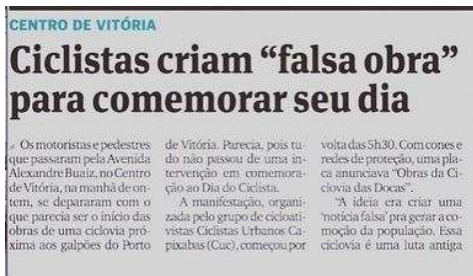 CENTRO DE VITÓRIA
Ciclistas criam “falsa obra”
para comemorar seu dia
Os motoristas e pedestres
que passaram pela Avenida
Alexandre Buaiz, no Centro
de Vitória, na manhã de on-
tem, se depararam com o
que parecia ser o início das
obras de uma ciclovia pró-
xima aos galpões do Porto
de Vitória. Parecia, pois tu-
do não passou de uma in-
tervenção em comemora-
ção ao Dia do Ciclista.
A manifestação, organi-
zada pelo grupo de cicloati-
vistas Ciclistas Urbanos Ca-
pixabas (Cuc), começou por
volta das 5h30. Com cones e
redes de proteção, uma pla-
ca anunciava “Obras da Ci-
clovia das Docas”.
“A ideia era criar uma
‘notícia falsa’ pra gerar a co-
moção da população. Essa
ciclovia é uma luta antiga